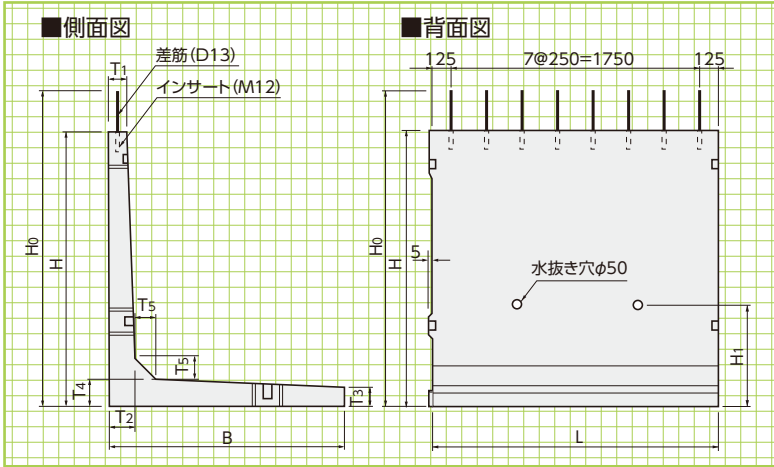 ■側面図
差筋(D13)
T1
インサート(M12)
H0
H
T5
T5
T4
T3
T2
B
■背面図
125
7@250=1750
125
H0
H
5
水抜き穴φ50
H1
L